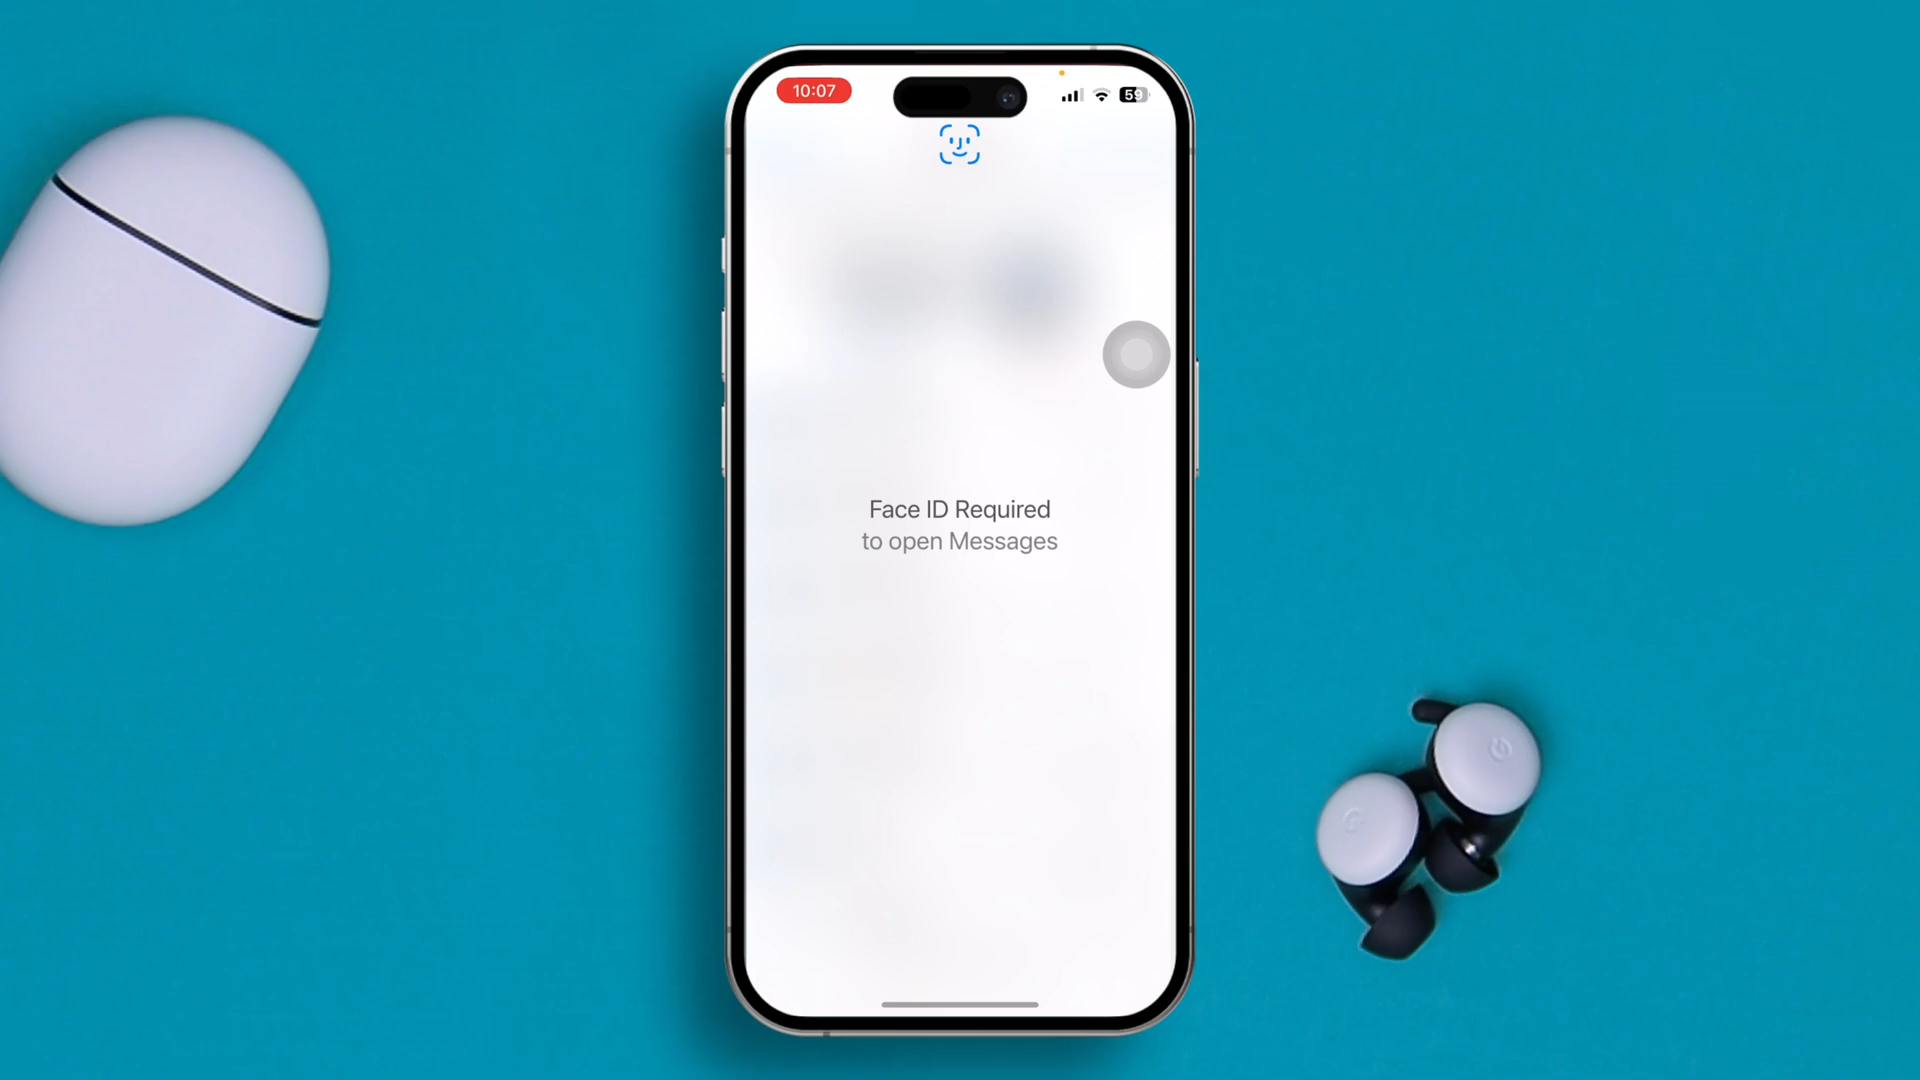 10:07
59
Face ID Required
to open Messages